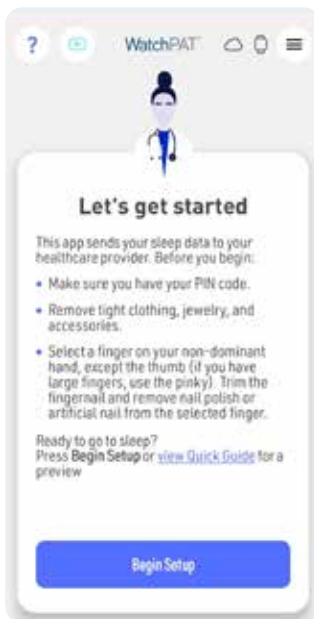 ?
WatchPAT™
Let's get started
This app sends your sleep data to your
healthcare provider. Before you begin:
• Make sure you have your PIN code.
• Remove tight clothing, jewelry, and
accessories.
• Select a finger on your non-dominant
hand, except the thumb (if you have
large fingers, use the pinky). Trim the
fingernail and remove nail polish or
artificial nail from the selected finger.
Ready to go to sleep?
Press Begin Setup or view Quick Guide for a
preview
Begin Setup